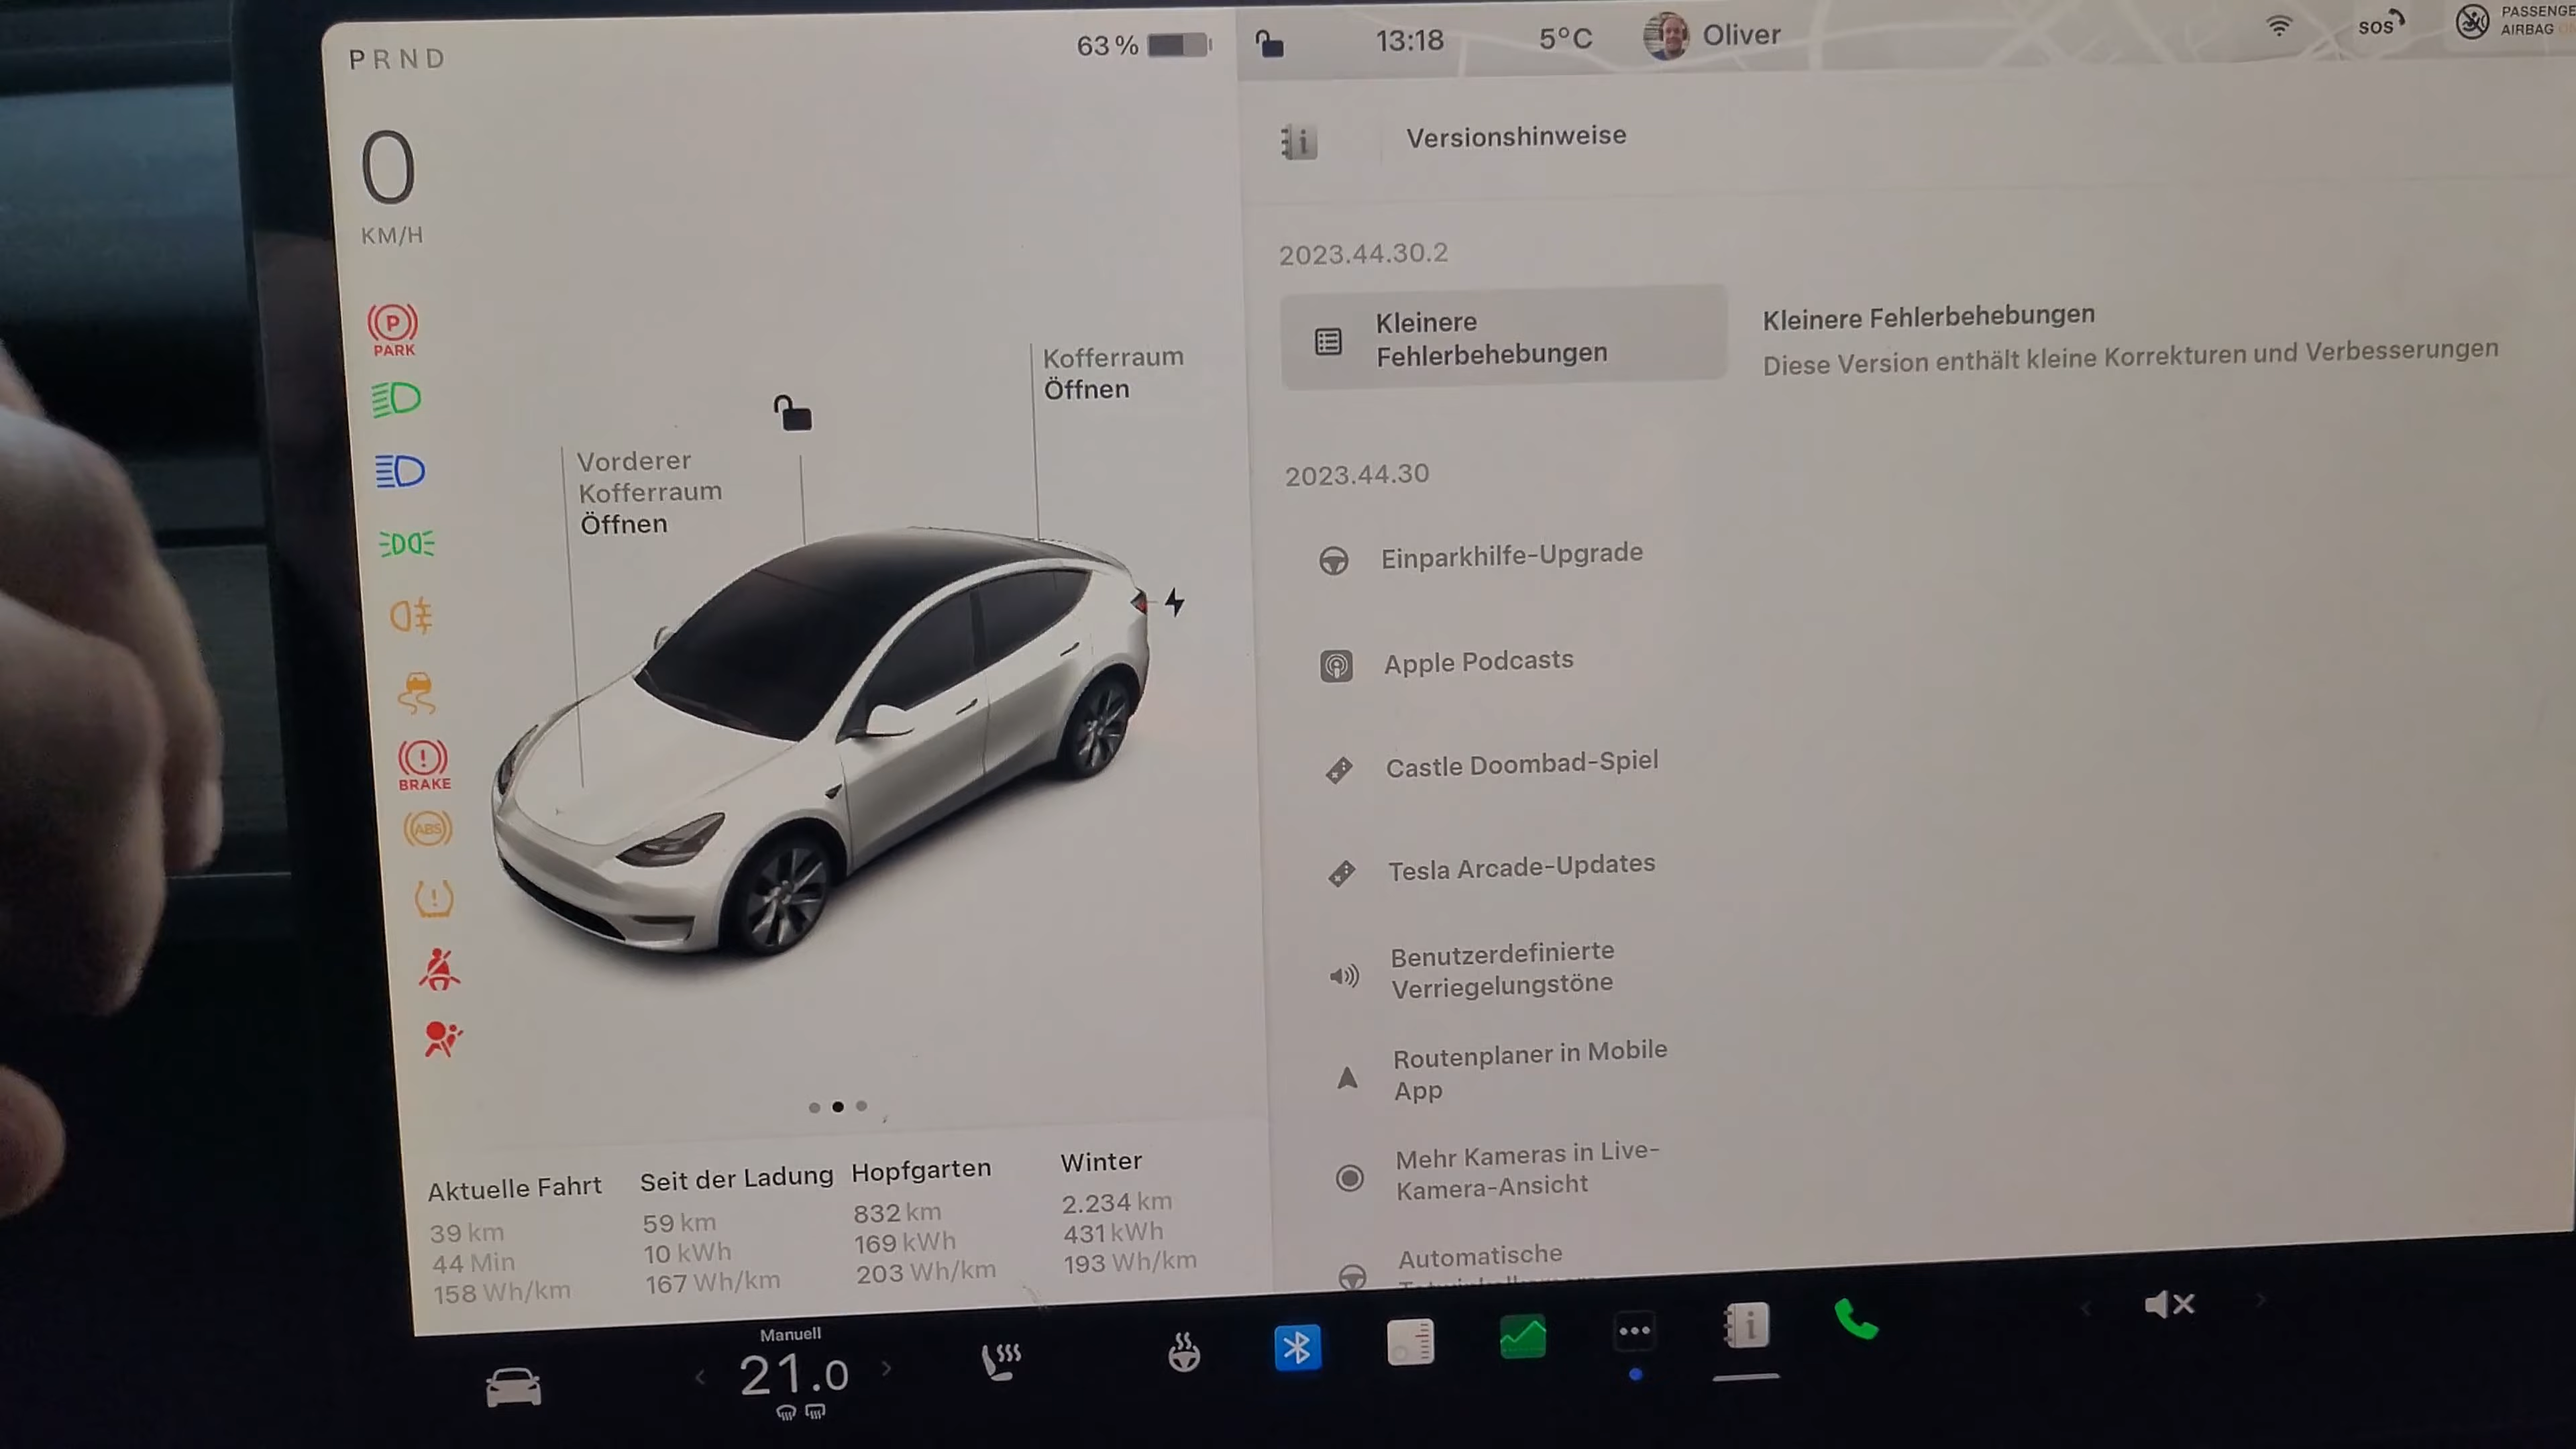 P R N D
63 %
0
KM/H
PARK
BRAKE
ABS
Kofferraum
Öffnen
Vorderer
Kofferraum
Öffnen
Aktuelle Fahrt
39 km
44 Min
158 Wh/km
Seit der Ladung
59 km
10 kWh
167 Wh/km
Hopfgarten
832 km
169 kWh
203 Wh/km
Winter
2.234 km
431 kWh
193 Wh/km
13:18
5°C
Oliver
SOS
AIRBAG
Versionshinweise
2023.44.30.2
Kleinere
Fehlerbehebungen
Kleinere Fehlerbehebungen
Diese Version enthält kleine Korrekturen und Verbesserungen
2023.44.30
Einparkhilfe-Upgrade
Apple Podcasts
Castle Doombad-Spiel
Tesla Arcade-Updates
Benutzerdefinierte
Verriegelungstöne
Routenplaner in Mobile
App
Mehr Kameras in Live-
Kamera-Ansicht
Automatische
Manuell
21.0